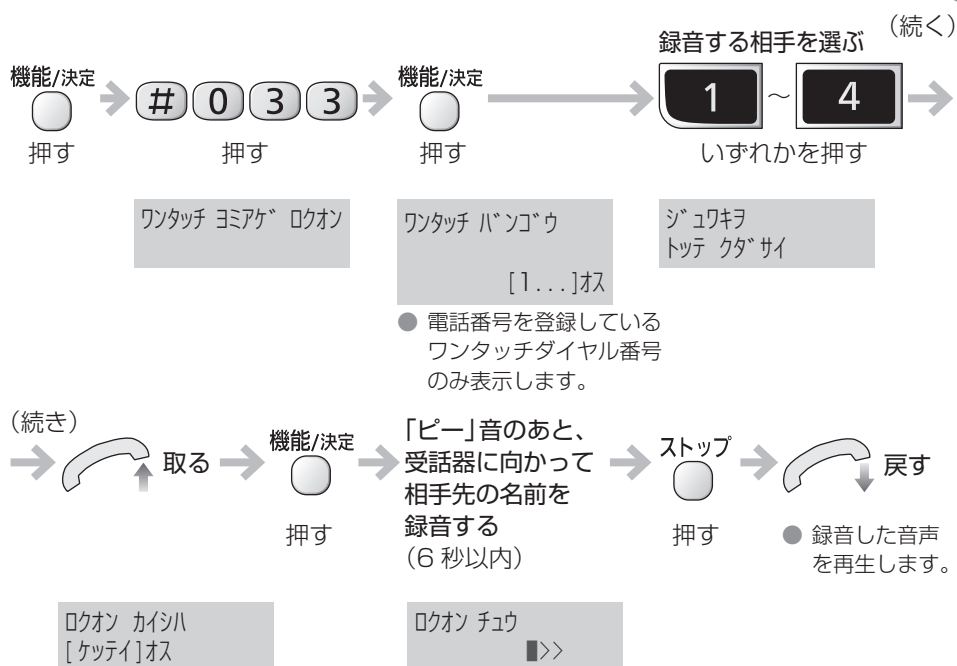 (続く)
録音する相手を選ぶ
機能/決定
# 0 3 3
機能/決定
1 ~ 4
押す
押す
押す
いずれかを押す
ワンタッチ ヨミアゲ ロクオン
ワンタッチ バンゴウ
[1...]オス
ジュワキヲ
トッテ クダサイ
● 電話番号を登録している
ワンタッチダイヤル番号
のみ表示します。
(続き)
取る
機能/決定
押す
「ピー」音のあと、
受話器に向かって
相手先の名前を
録音する
(6 秒以内)
ストップ
押す
戻す
● 録音した音声
を再生します。
ロクオン カイシハ
[ケッテイ]オス
ロクオン チュウ
▮>>